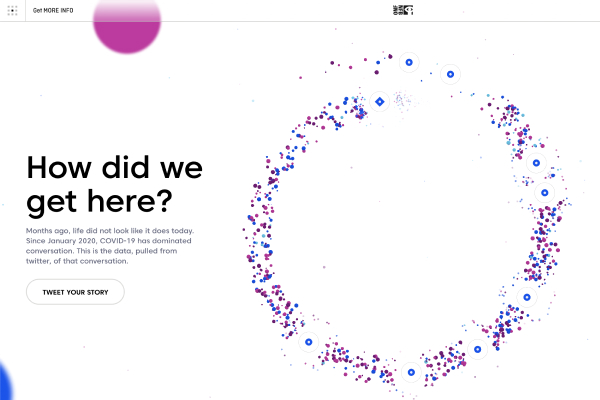 Get MORE INFO
How did we
get here?
Months ago, life did not look like it does today.
Since January 2020, COVID-19 has dominated
conversation. This is the data, pulled from
twitter, of that conversation.
TWEET YOUR STORY